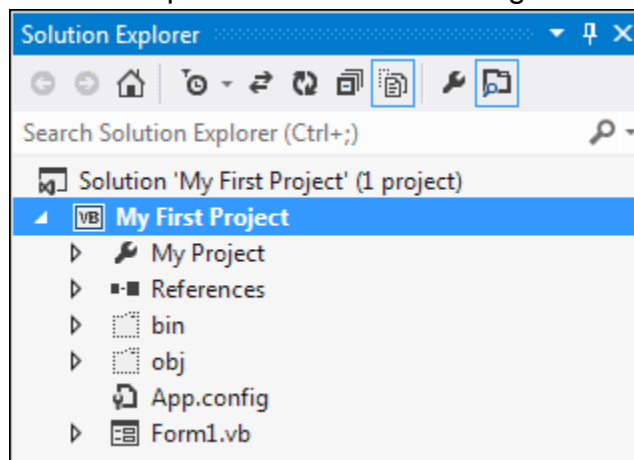 Solution Explorer
Search Solution Explorer (Ctrl+;)
Solution 'My First Project' (1 project)
VB My First Project
My Project
References
bin
obj
App.config
Form1.vb